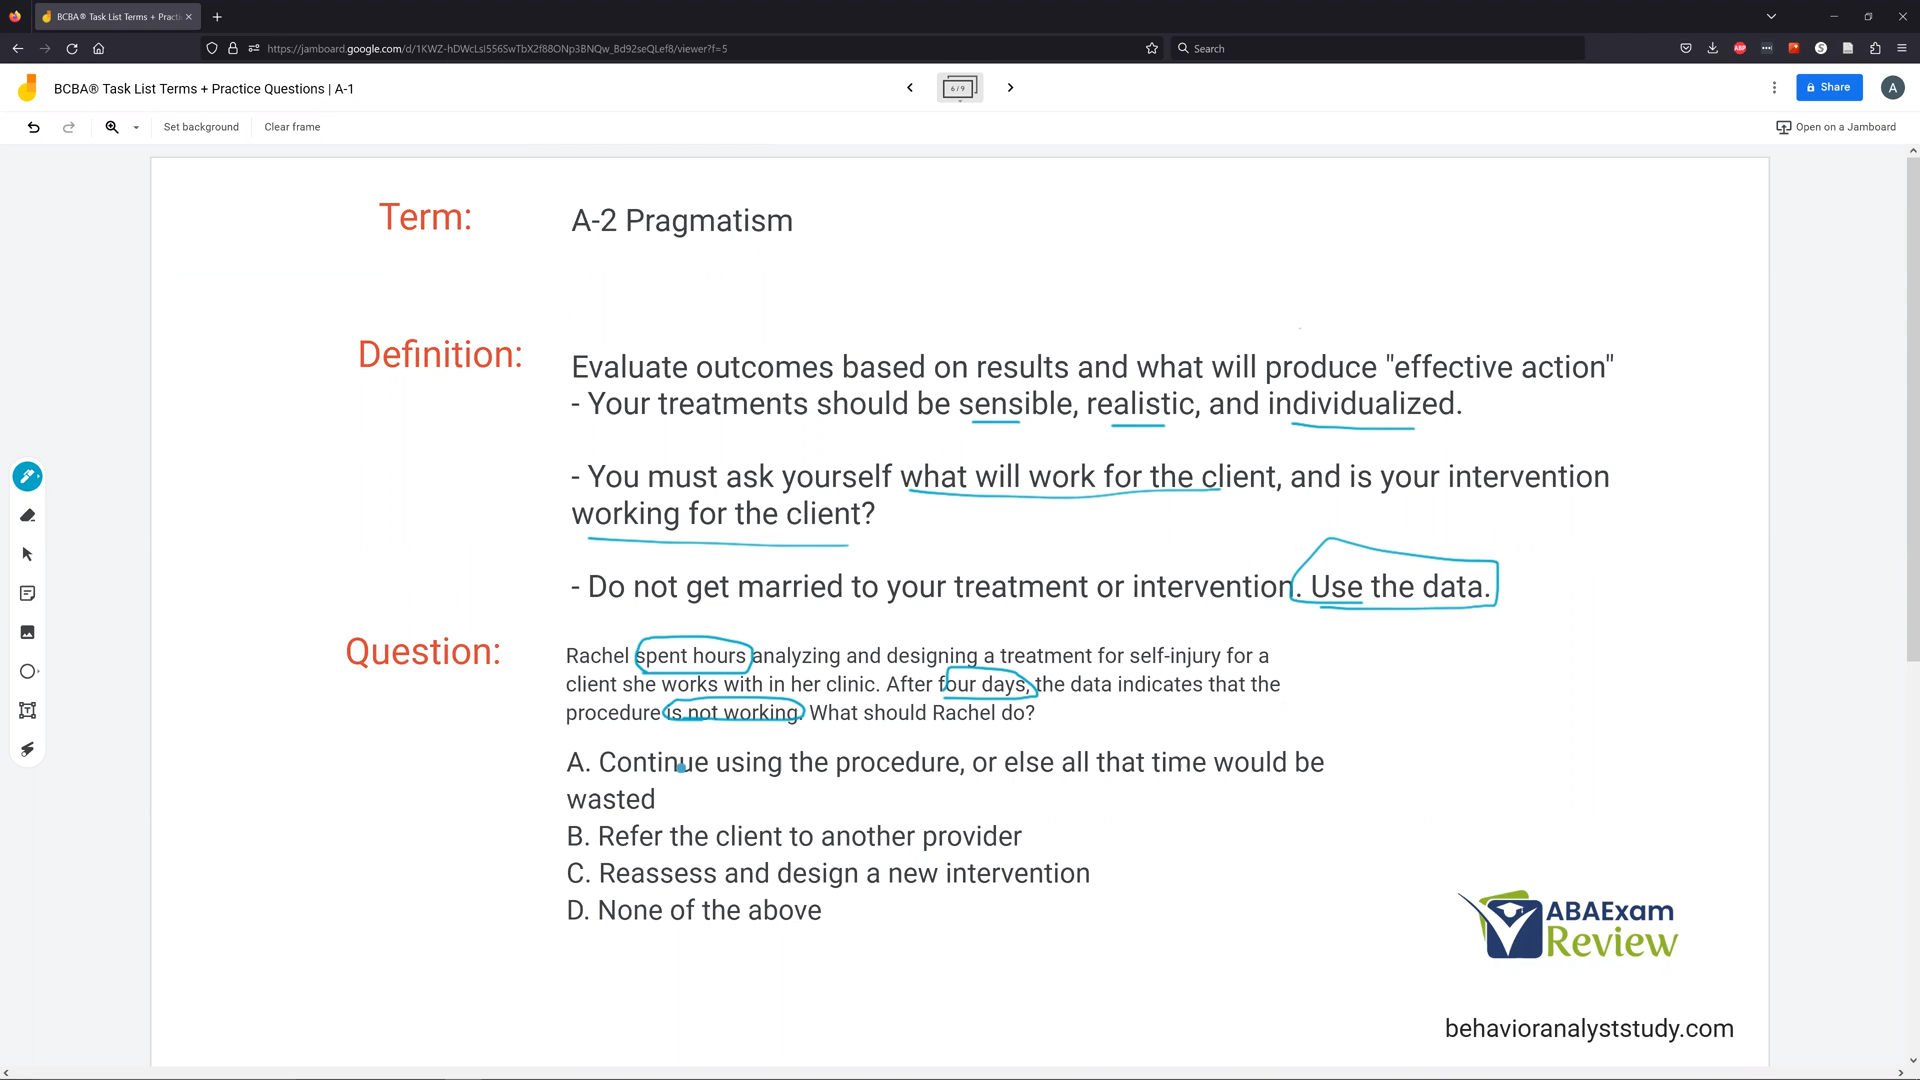 BCBA® Task List Terms + Practi
https://jamboard.google.com/d/1KWZ-hDWcLsI556SwTbX2f88ONp3BNQw_Bd92seQLef8/viewer?f=5
Search
ABP
S
BCBA® Task List Terms + Practice Questions | A-1
6 / 9
Share
A
Set background
Clear frame
Open on a Jamboard
Term:
A-2 Pragmatism
Definition:
Evaluate outcomes based on results and what will produce "effective action"
- Your treatments should be sensible, realistic, and individualized.
- You must ask yourself what will work for the client, and is your intervention
working for the client?
- Do not get married to your treatment or intervention. Use the data.
Question:
Rachel spent hours analyzing and designing a treatment for self-injury for a
client she works with in her clinic. After four days, the data indicates that the
procedure is not working. What should Rachel do?
A. Continue using the procedure, or else all that time would be
wasted
B. Refer the client to another provider
C. Reassess and design a new intervention
D. None of the above
ABAExam
Review
behavioranalyststudy.com